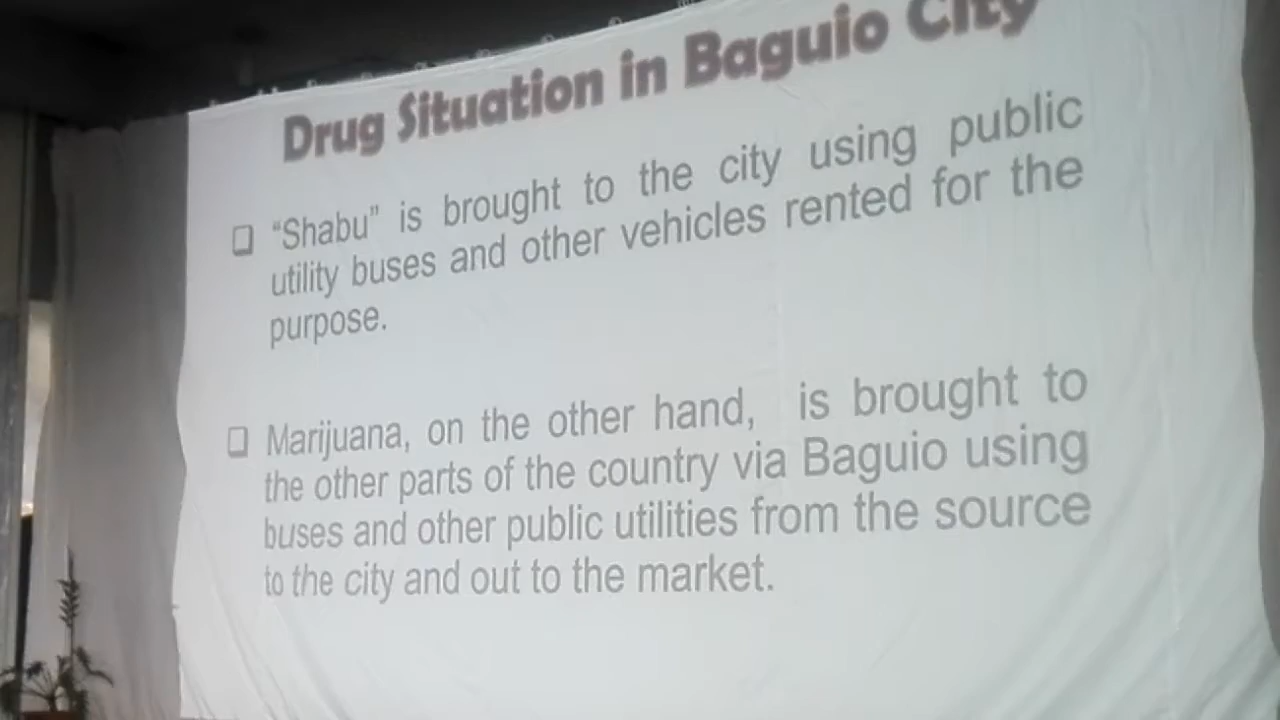 Drug Situation in Baguio City
“Shabu” is brought to the city using public
utility buses and other vehicles rented for the
purpose.
Marijuana, on the other hand, is brought to
the other parts of the country via Baguio using
buses and other public utilities from the source
to the city and out to the market.